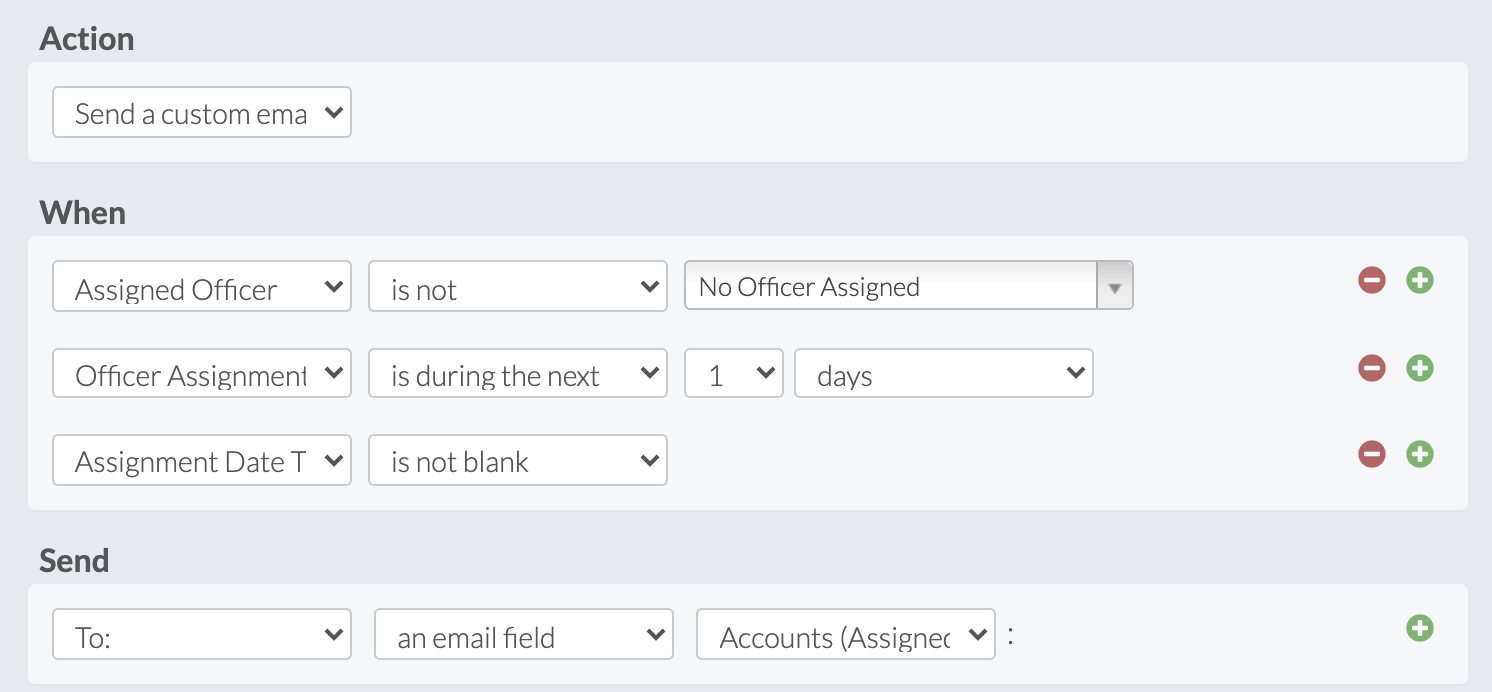 Action
Send a custom ema
When
Assigned Officer is not No Officer Assigned
Officer Assignment is during the next 1 days
Assignment Date T is not blank
Send
To: an email field Accounts (Assigned :